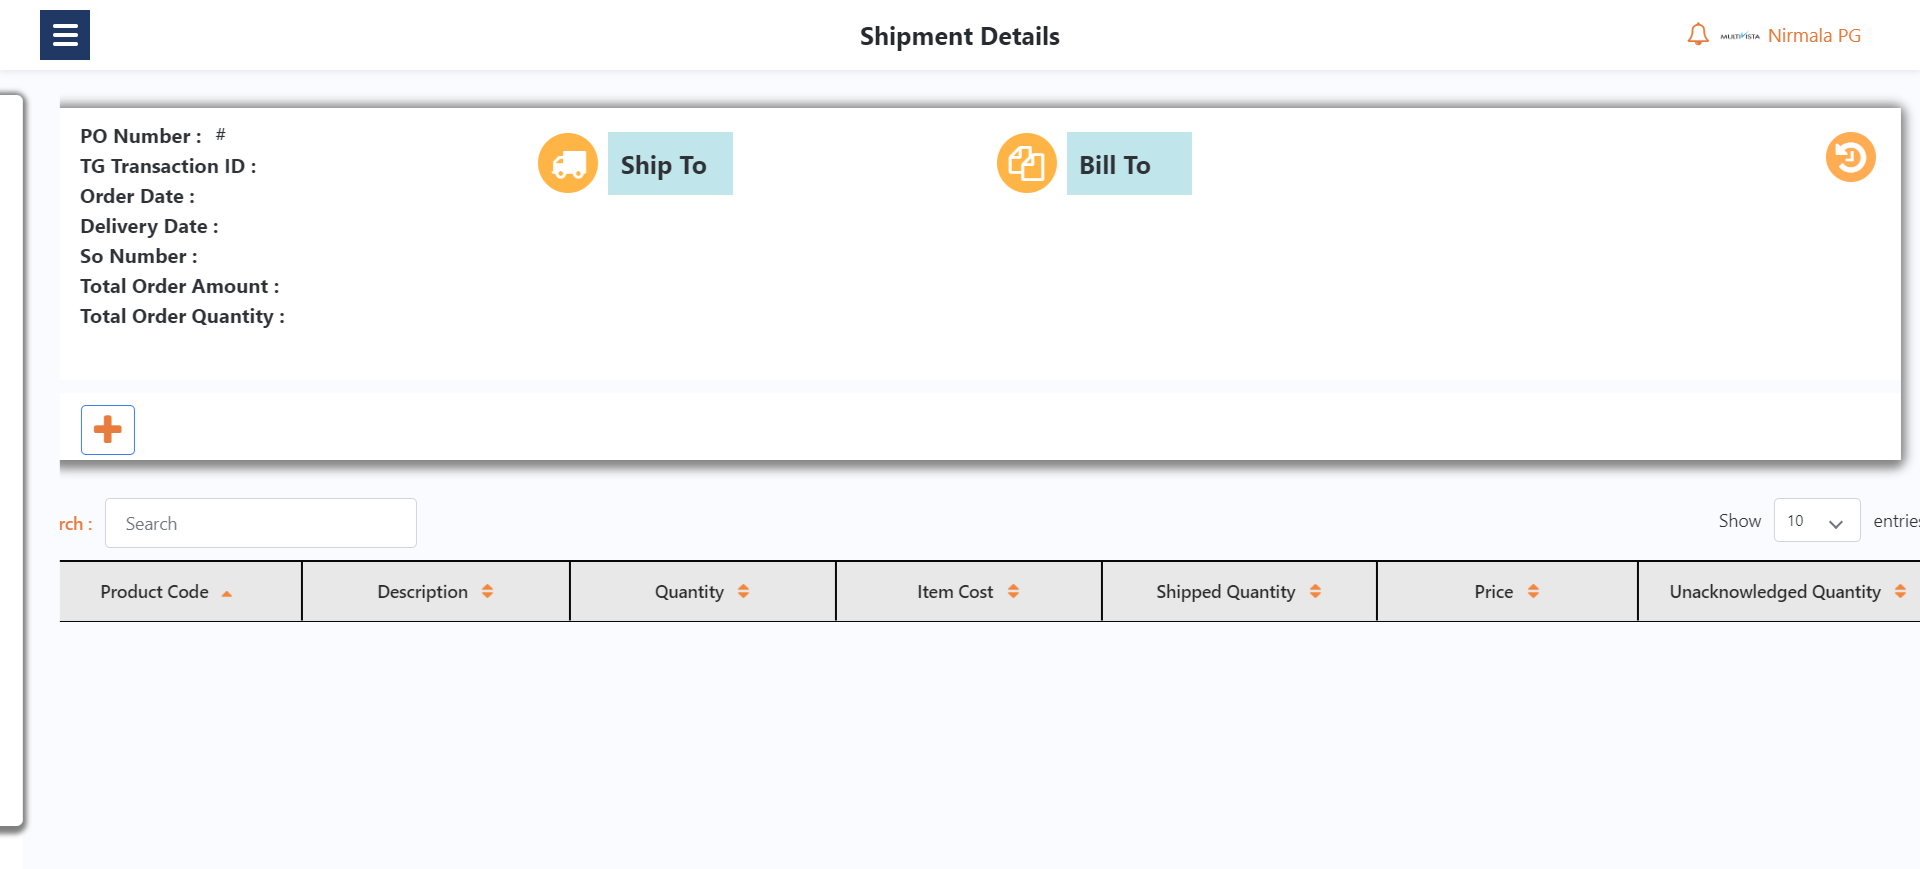 Shipment Details
MULTIVISTA Nirmala PG
PO Number : #
TG Transaction ID :
Order Date :
Delivery Date :
So Number :
Total Order Amount :
Total Order Quantity :
Ship To
Bill To
rch : Search
Show 10 entries
Product Code Description Quantity Item Cost Shipped Quantity Price Unacknowledged Quantity